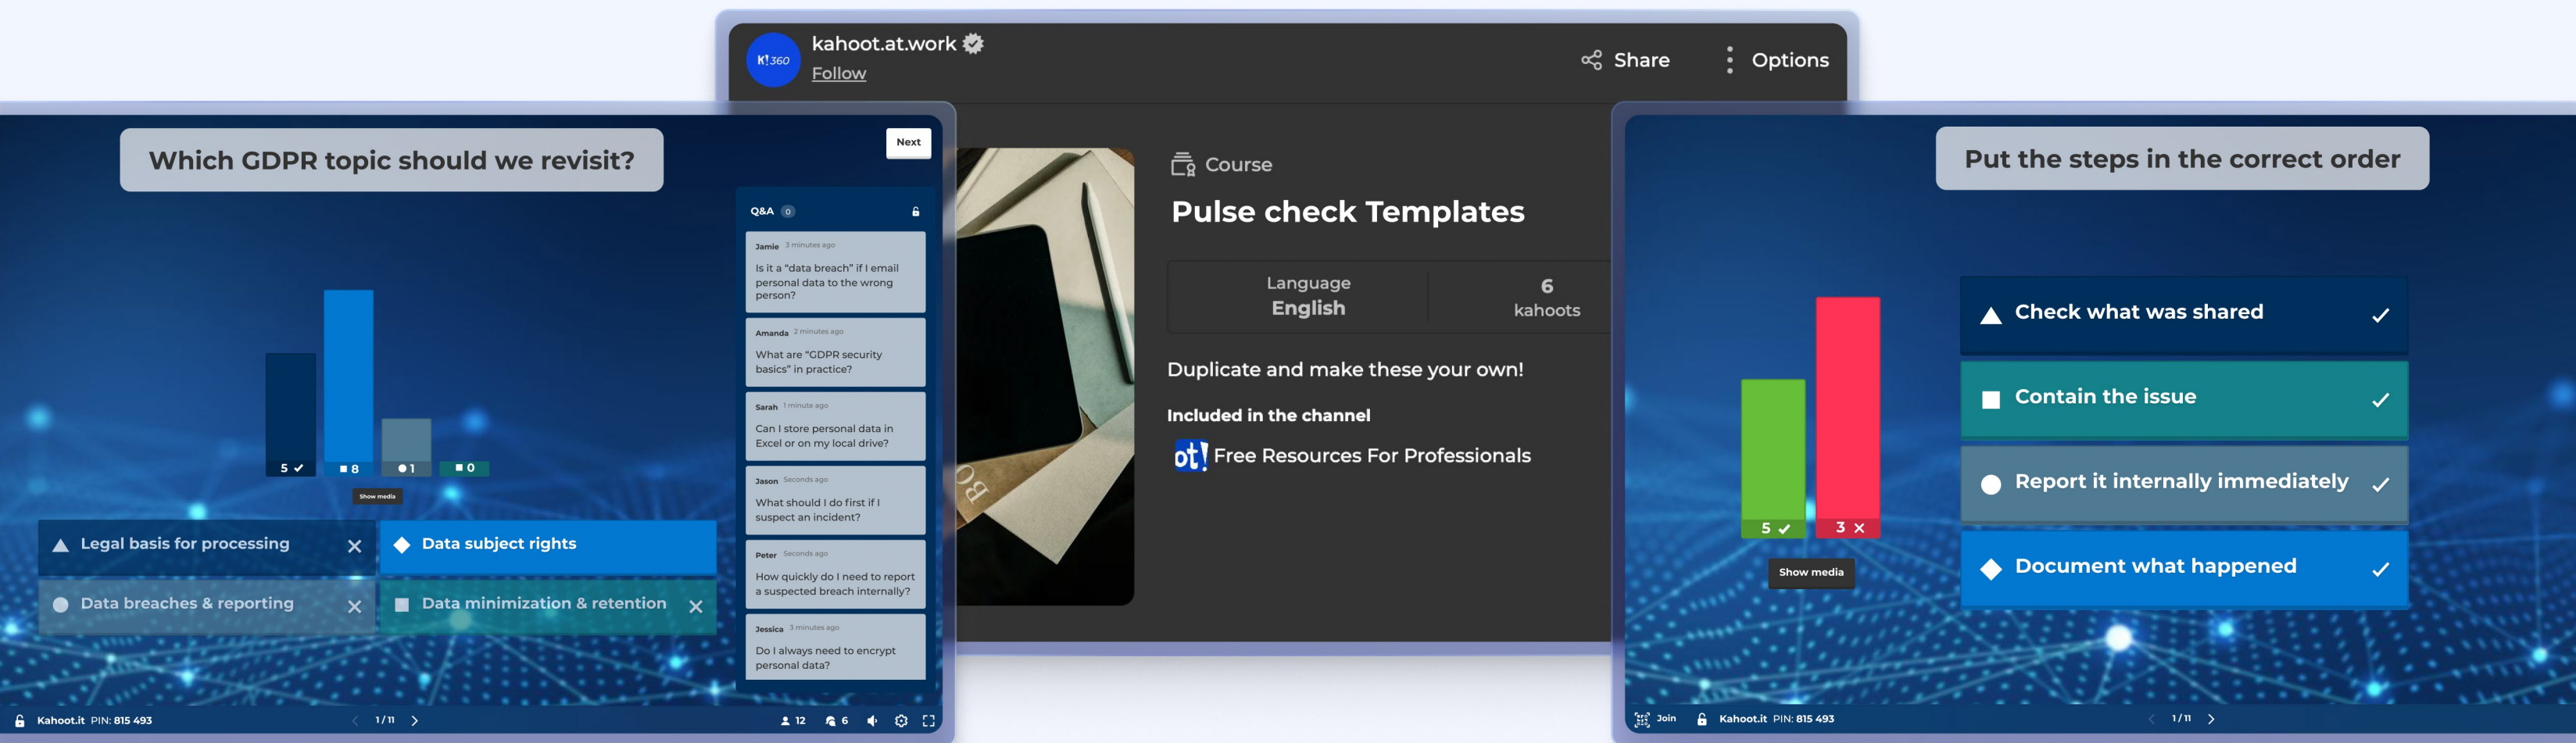 K! 360
kahoot.at.work
Follow
Share
Options
Course
Pulse check Templates
Language
English
6
kahoots
Duplicate and make these your own!
Included in the channel
ot!
Free Resources For Professionals
BO
Which GDPR topic should we revisit?
Next
Q&A 0
Jamie 3 minutes ago
Is it a "data breach" if I email
personal data to the wrong
person?
Amanda 2 minutes ago
What are "GDPR security
basics" in practice?
Sarah 1 minute ago
Can I store personal data in
Excel or on my local drive?
Jason Seconds ago
What should I do first if I
suspect an incident?
Peter Seconds ago
How quickly do I need to report
a suspected breach internally?
Jessica 3 minutes ago
Do I always need to encrypt
personal data?
5 8 1 0
Show media
Legal basis for processing
Data subject rights
Data breaches & reporting
Data minimization & retention
Kahoot.it PIN: 815 493
1/11
12 6
Put the steps in the correct order
5 3
Show media
Check what was shared
Contain the issue
Report it internally immediately
Document what happened
Join Kahoot.it PIN: 815 493
1/11